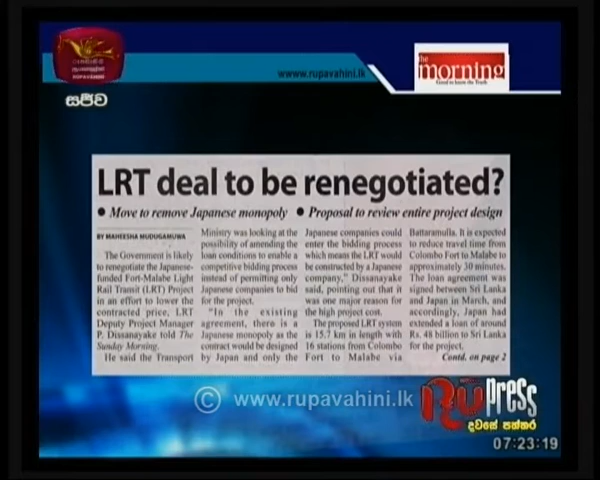 www.rupavahini.lk
the morning
Good to know the Truth
සජීව
LRT deal to be renegotiated?
● Move to remove Japanese monopoly ● Proposal to review entire project design
BY MAHEESHA MUDUGAMUWA
The Government is likely
to renegotiate the Japanese-
funded Fort-Malabe Light
Rail Transit (LRT) Project
in an effort to lower the
contracted price, LRT
Deputy Project Manager
P. Dissanayake told The
Sunday Morning.
He said the Transport
Ministry was looking at the
possibility of amending the
loan conditions to enable a
competitive bidding process
instead of permitting only
Japanese companies to bid
for the project.
"In the existing
agreement, there is a
Japanese monopoly as the
contract would be designed
by Japan and only the
Japanese companies could
enter the bidding process
which means the LRT would
be constructed by a Japanese
company," Dissanayake
said, pointing out that it
was one major reason for
the high project cost.
The proposed LRT system
is 15.7 km in length with
16 stations from Colombo
Fort to Malabe via
Battaramulla. It is expected
to reduce travel time from
Colombo Fort to Malabe to
approximately 30 minutes.
The loan agreement was
signed between Sri Lanka
and Japan in March, and
accordingly, Japan had
extended a loan of around
Rs. 48 billion to Sri Lanka
for the project.
Contd. on page 2
© www.rupavahini.lk
Rū Press
දවසේ පත්තර
07:23:19